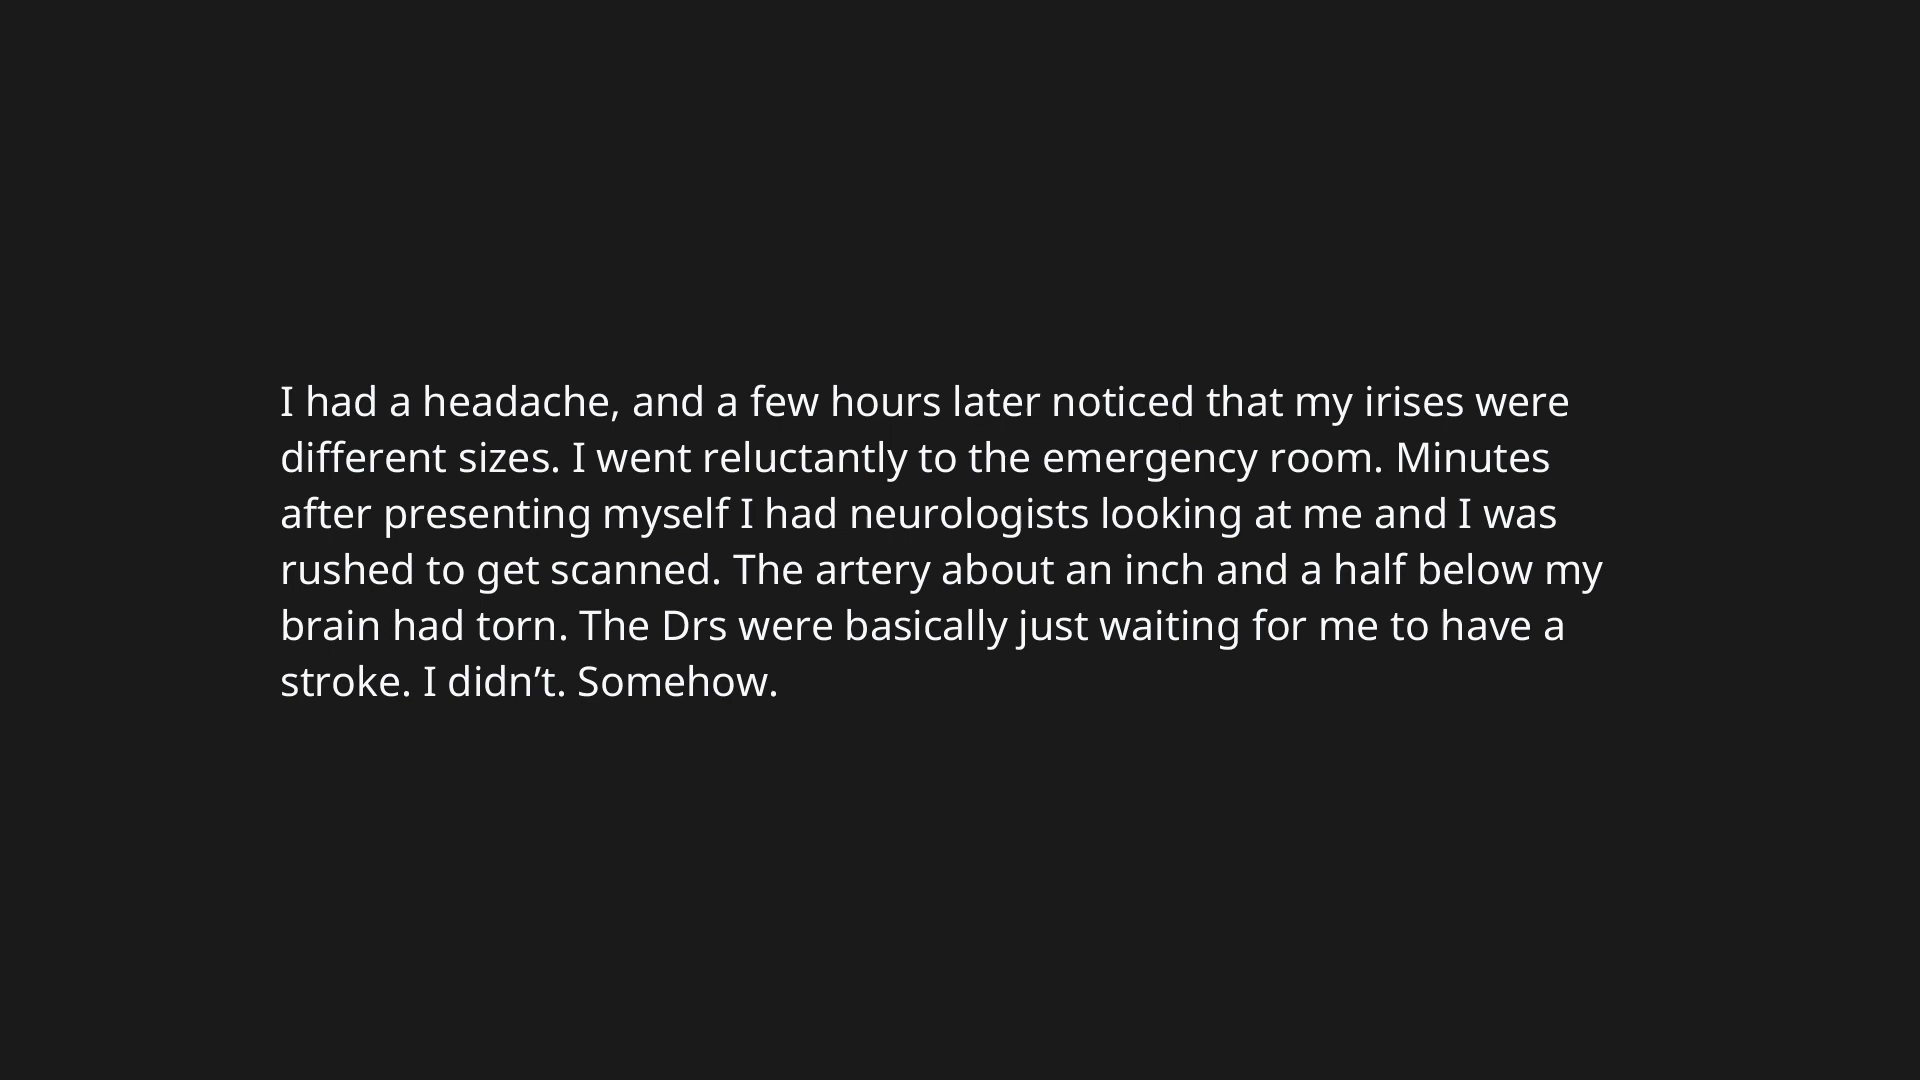 I had a headache, and a few hours later noticed that my irises were
different sizes. I went reluctantly to the emergency room. Minutes
after presenting myself I had neurologists looking at me and I was
rushed to get scanned. The artery about an inch and a half below my
brain had torn. The Drs were basically just waiting for me to have a
stroke. I didn’t. Somehow.